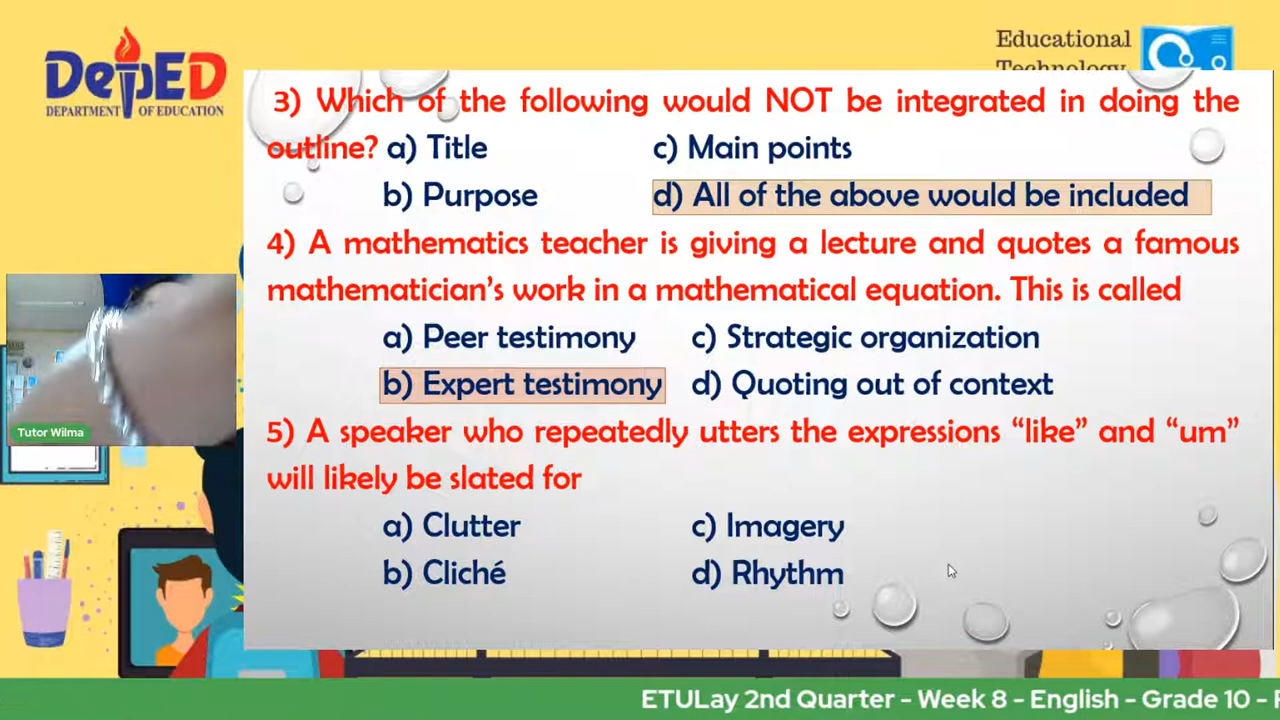 DepED
DEPARTMENT OF EDUCATION
Educational
Technology
3) Which of the following would NOT be integrated in doing the
outline? a) Title c) Main points
b) Purpose d) All of the above would be included
4) A mathematics teacher is giving a lecture and quotes a famous
mathematician's work in a mathematical equation. This is called
a) Peer testimony c) Strategic organization
b) Expert testimony d) Quoting out of context
5) A speaker who repeatedly utters the expressions “like” and “um”
will likely be slated for
a) Clutter c) Imagery
b) Cliché d) Rhythm
Tutor Wilma
ETULay 2nd Quarter - Week 8 - English - Grade 10 -